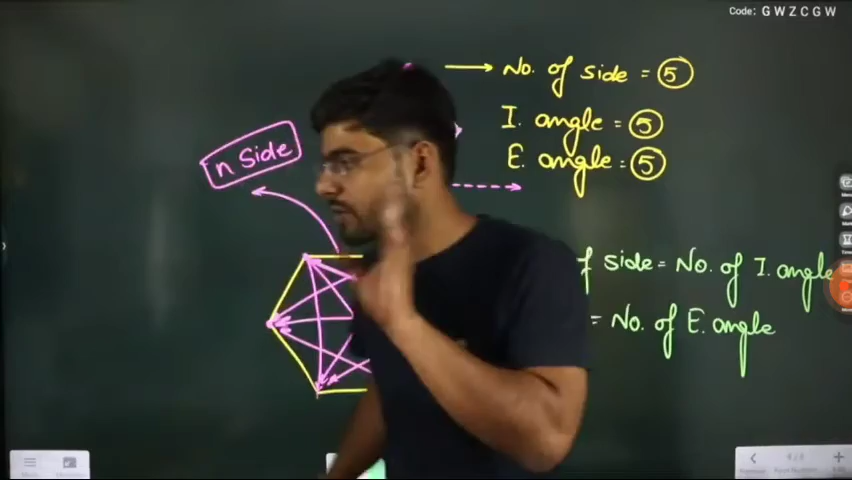 Code: GWZCGW
No. of side = 5
I. angle = 5
E. angle = 5
n Side
f side = No. of I. angle
= No. of E. angle